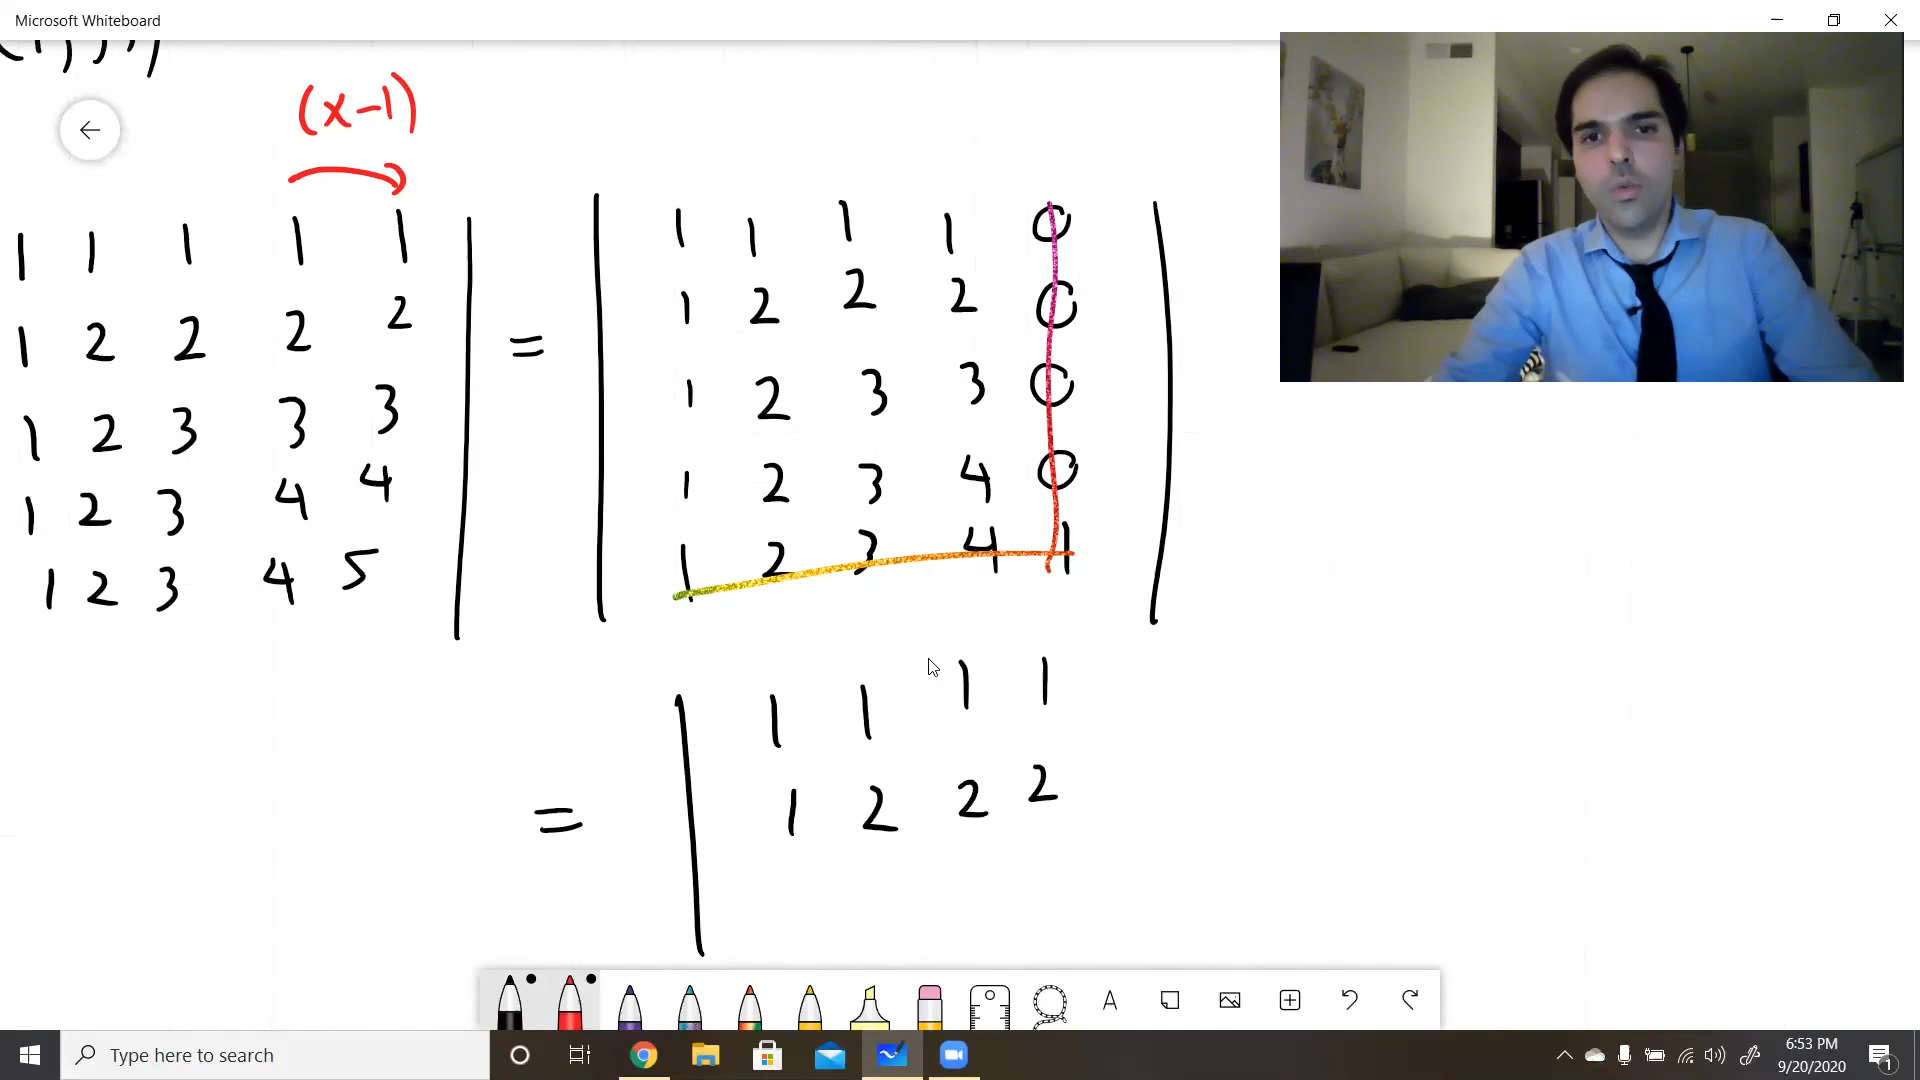 Microsoft Whiteboard
(x-1)
1 1 1 1 1
1 2 2 2 2
1 2 3 3 3
1 2 3 4 4
1 2 3 4 5
=
1 1 1 1 0
1 2 2 2 0
1 2 3 3 0
1 2 3 4 0
1 2 3 4 1
=
1 1 1 1
1 2 2 2
A
Type here to search
6:53 PM
9/20/2020
1